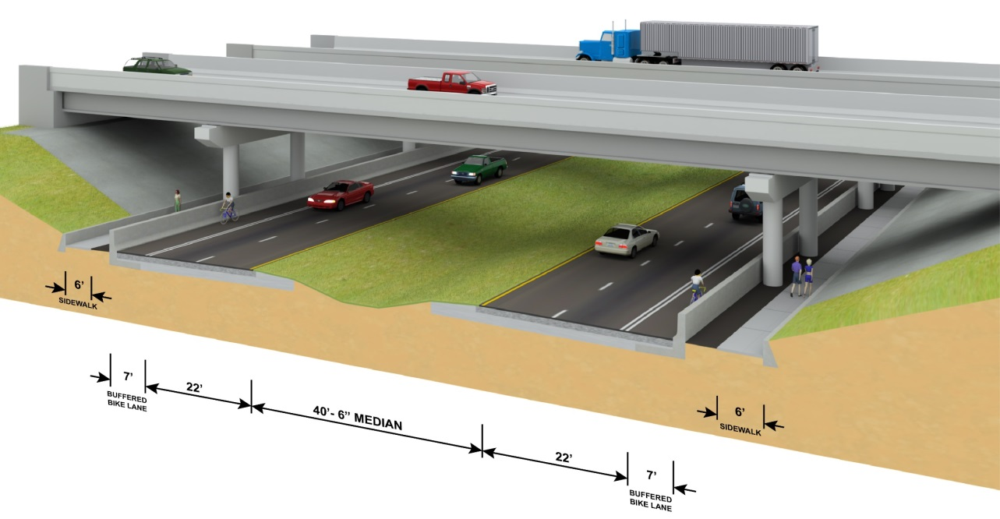 6’
SIDEWALK
7’
BUFFERED
BIKE LANE
22’
40’- 6” MEDIAN
22’
7’
BUFFERED
BIKE LANE
6’
SIDEWALK